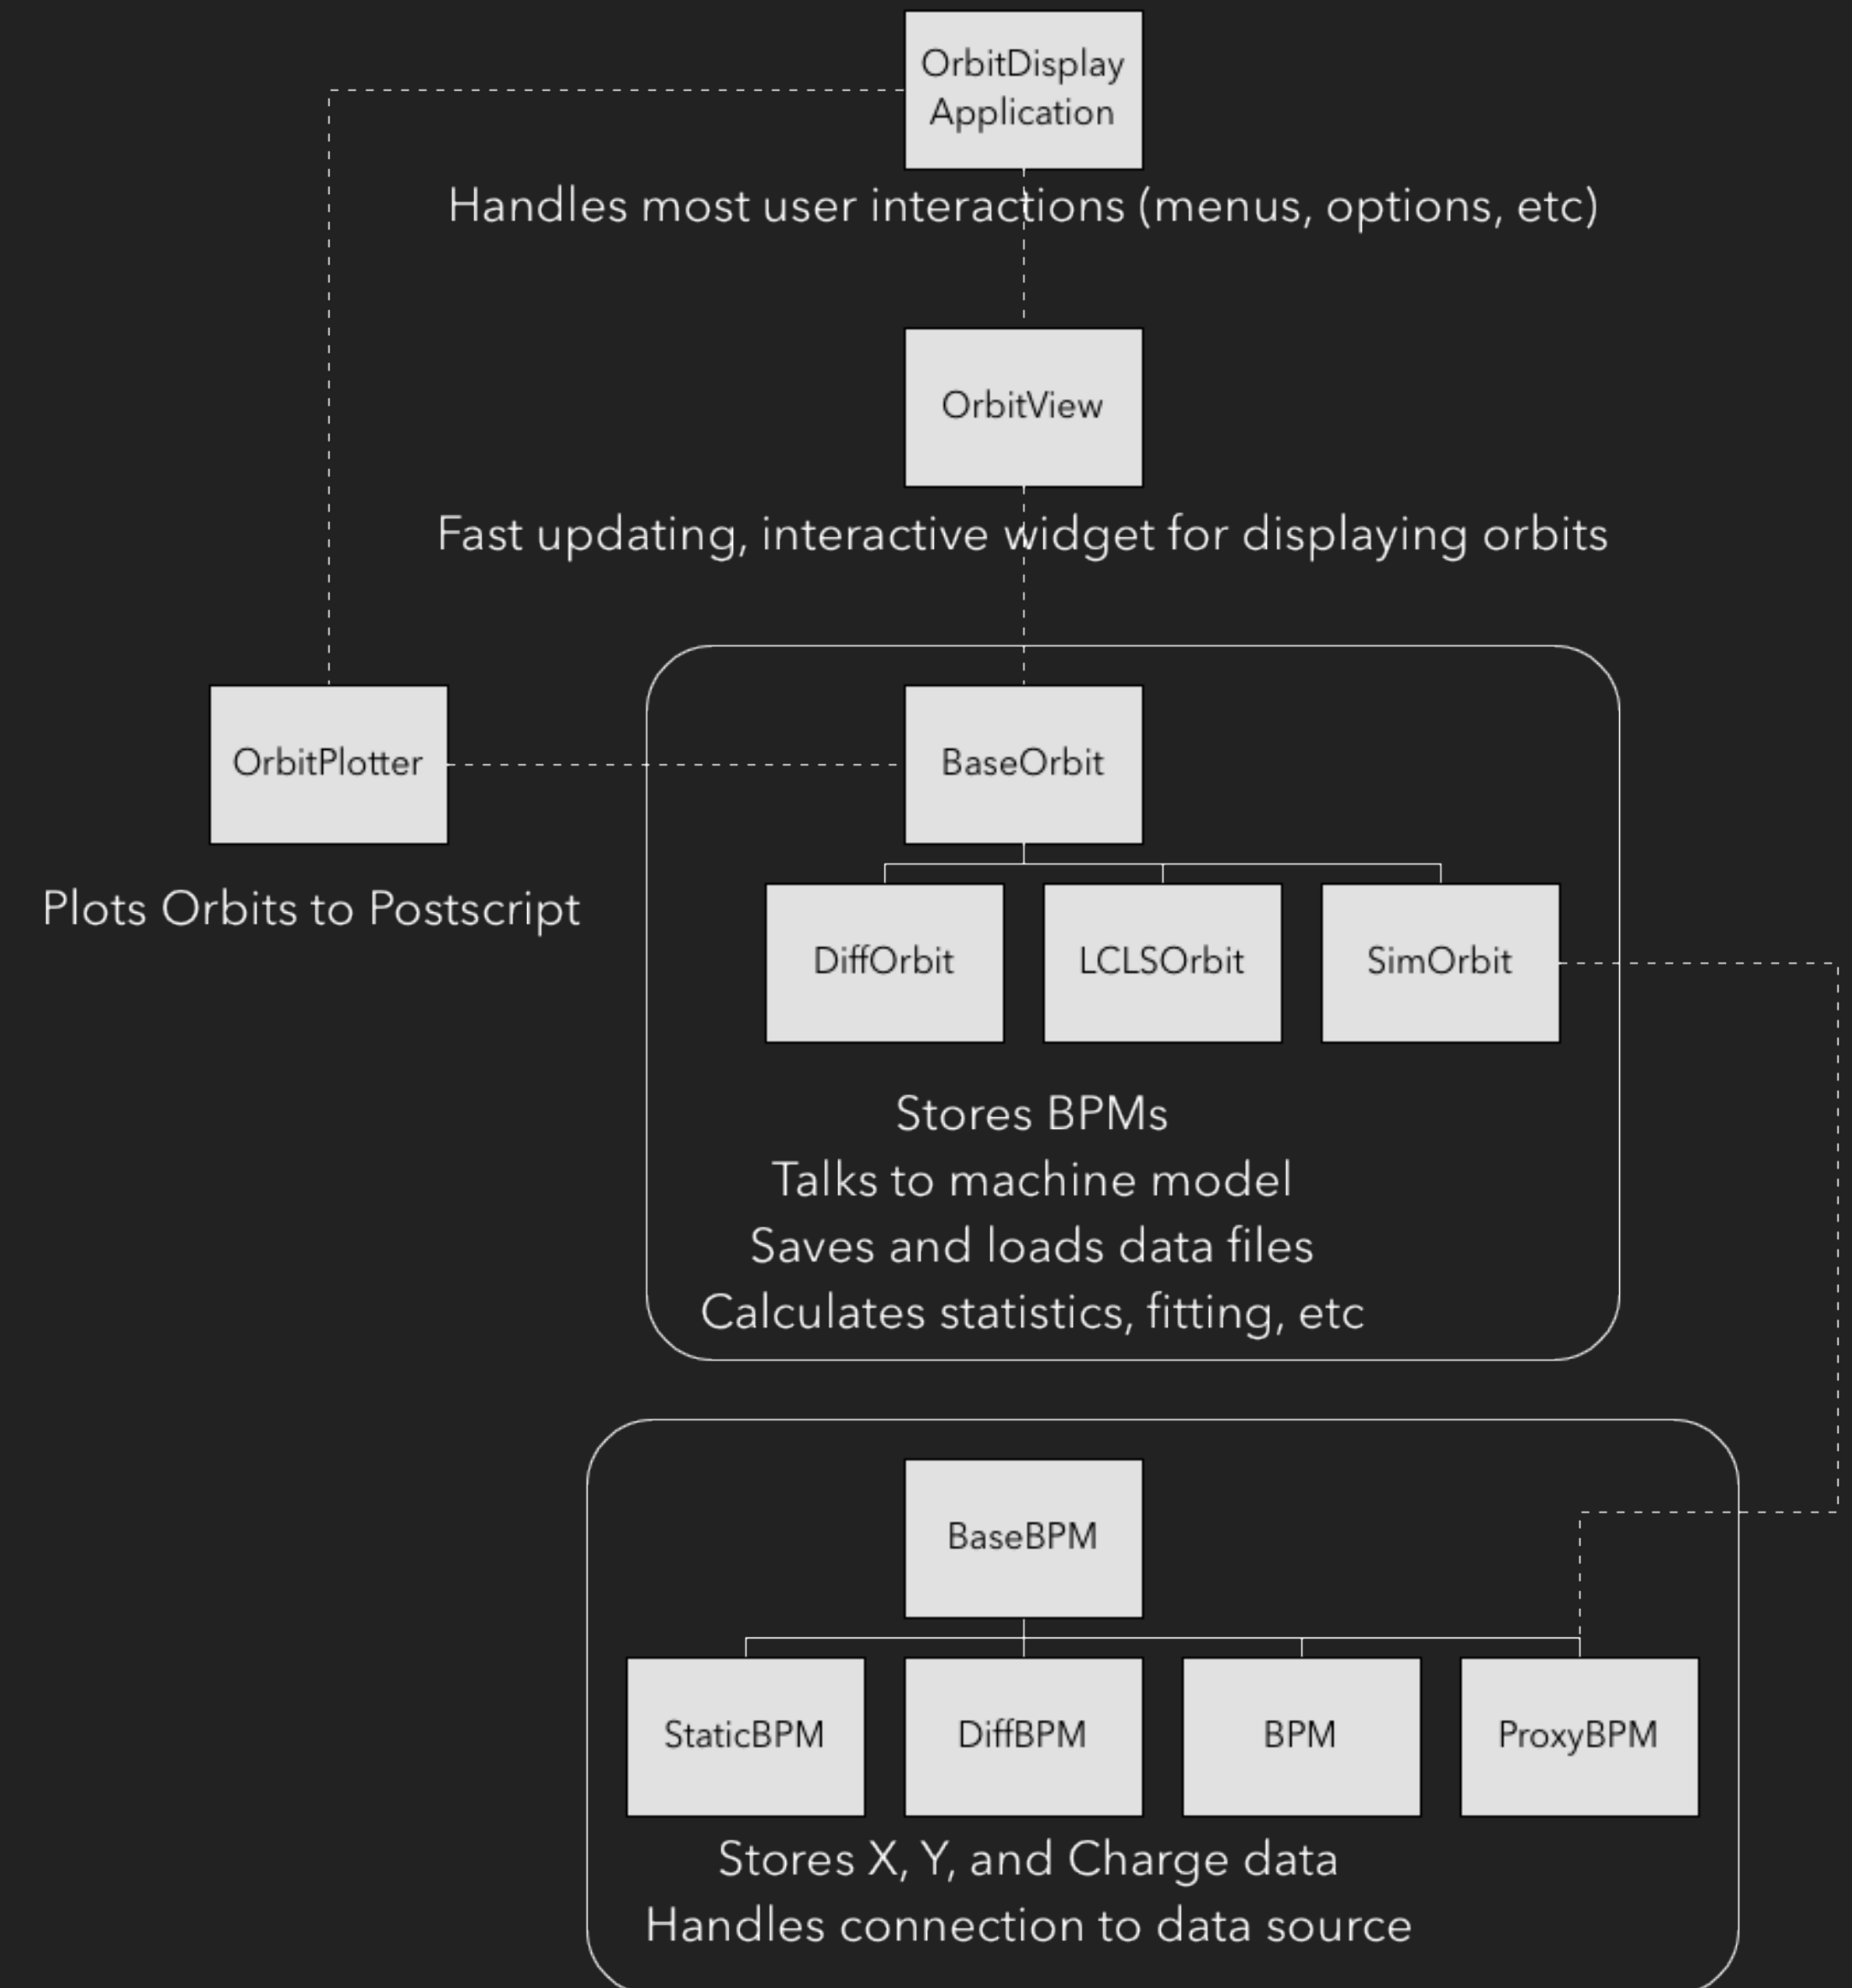 OrbitDisplay
Application
Handles most user interactions (menus, options, etc)
OrbitView
Fast updating, interactive widget for displaying orbits
OrbitPlotter
BaseOrbit
Plots Orbits to Postscript
DiffOrbit
LCLSOrbit
SimOrbit
Stores BPMs
Talks to machine model
Saves and loads data files
Calculates statistics, fitting, etc
BaseBPM
StaticBPM
DiffBPM
BPM
ProxyBPM
Stores X, Y, and Charge data
Handles connection to data source